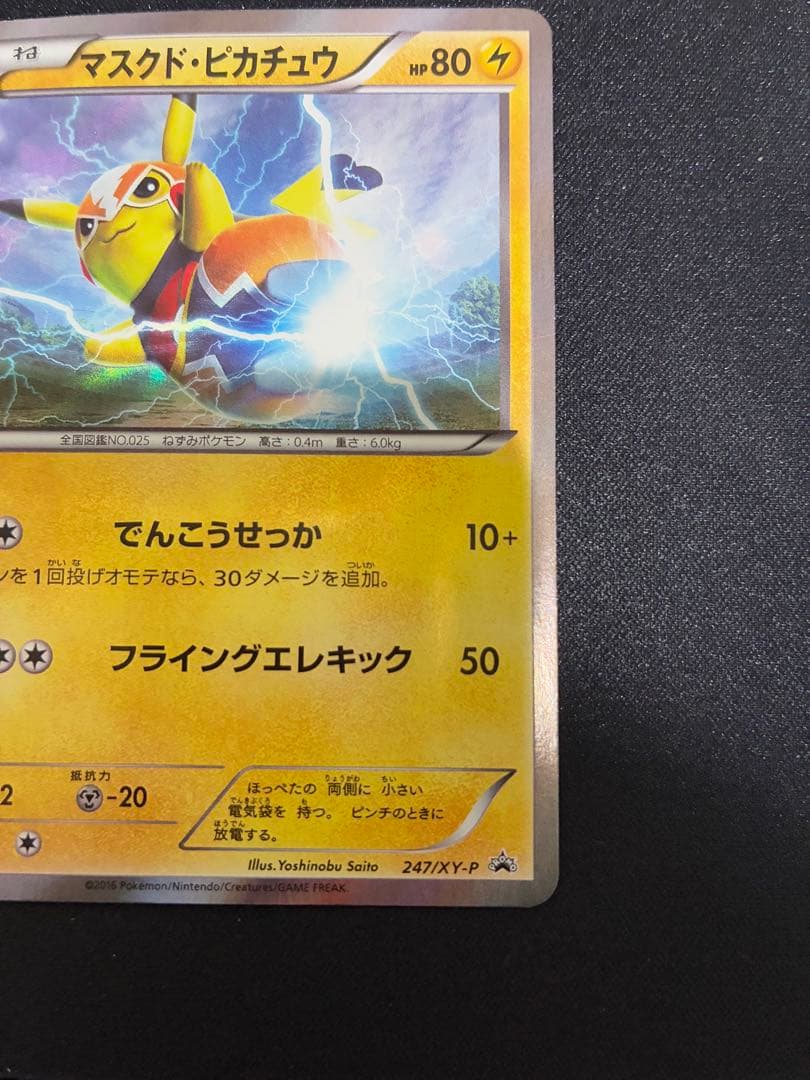 マスクド・ピカチュウ HP80
全国図鑑NO.025 ねずみポケモン 高さ：0.4m 重さ：6.0kg
でんこうせっか 10+
を1回投げオモテなら、30ダメージを追加。
フライングエレキック 50
2 抵抗力 -20
ほっぺたの 両側に 小さい
電気袋を 持つ。 ピンチのときに
放電する。
Illus.Yoshinobu Saito 247/XY-P PROMO
©2016 Pokémon/Nintendo/Creatures/GAME FREAK.